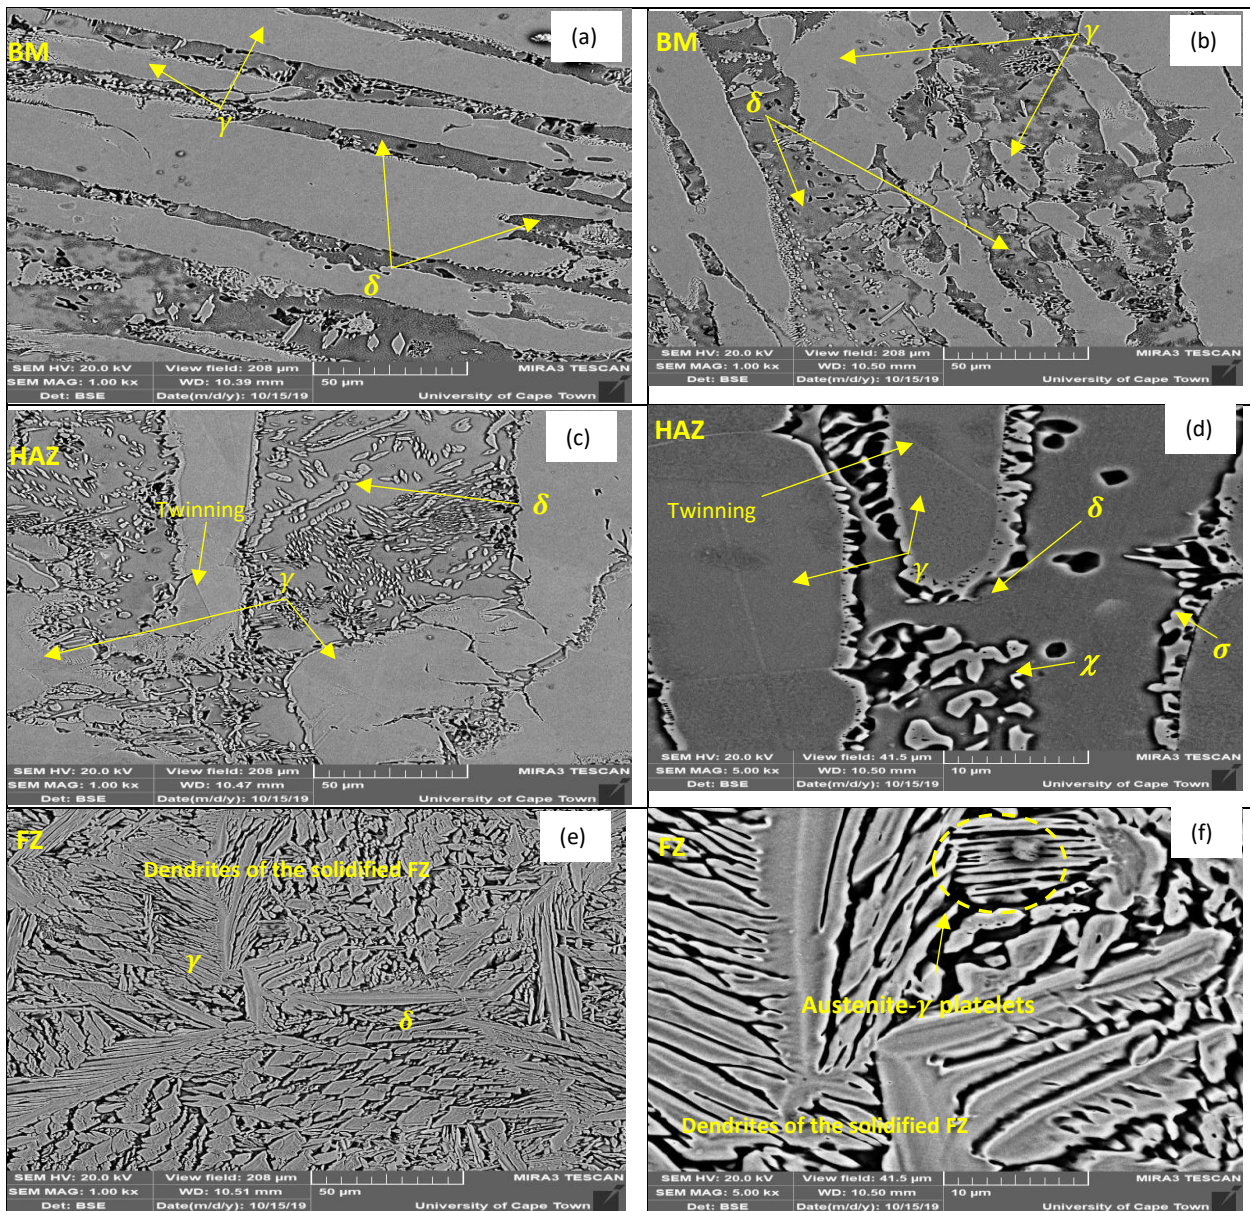 BM
(a)
γ
δ
SEM HV: 20.0 kV View field: 208 µm MIRA3 TESCAN
SEM MAG: 1.00 kx WD: 10.39 mm 50 µm
Det: BSE Date(m/d/y): 10/15/19 University of Cape Town
BM
(b)
γ
δ
SEM HV: 20.0 kV View field: 208 µm MIRA3 TESCAN
SEM MAG: 1.00 kx WD: 10.50 mm 50 µm
Det: BSE Date(m/d/y): 10/15/19 University of Cape Town
HAZ
(c)
Twinning
δ
γ
SEM HV: 20.0 kV View field: 208 µm MIRA3 TESCAN
SEM MAG: 1.00 kx WD: 10.47 mm 50 µm
Det: BSE Date(m/d/y): 10/15/19 University of Cape Town
HAZ
(d)
Twinning
δ
γ
σ
χ
SEM HV: 20.0 kV View field: 41.5 µm MIRA3 TESCAN
SEM MAG: 5.00 kx WD: 10.50 mm 10 µm
Det: BSE Date(m/d/y): 10/15/19 University of Cape Town
FZ
(e)
Dendrites of the solidified FZ
γ
δ
SEM HV: 20.0 kV View field: 208 µm MIRA3 TESCAN
SEM MAG: 1.00 kx WD: 10.51 mm 50 µm
Det: BSE Date(m/d/y): 10/15/19 University of Cape Town
FZ
(f)
Austenite-γ platelets
Dendrites of the solidified FZ
SEM HV: 20.0 kV View field: 41.5 µm MIRA3 TESCAN
SEM MAG: 5.00 kx WD: 10.50 mm 10 µm
Det: BSE Date(m/d/y): 10/15/19 University of Cape Town